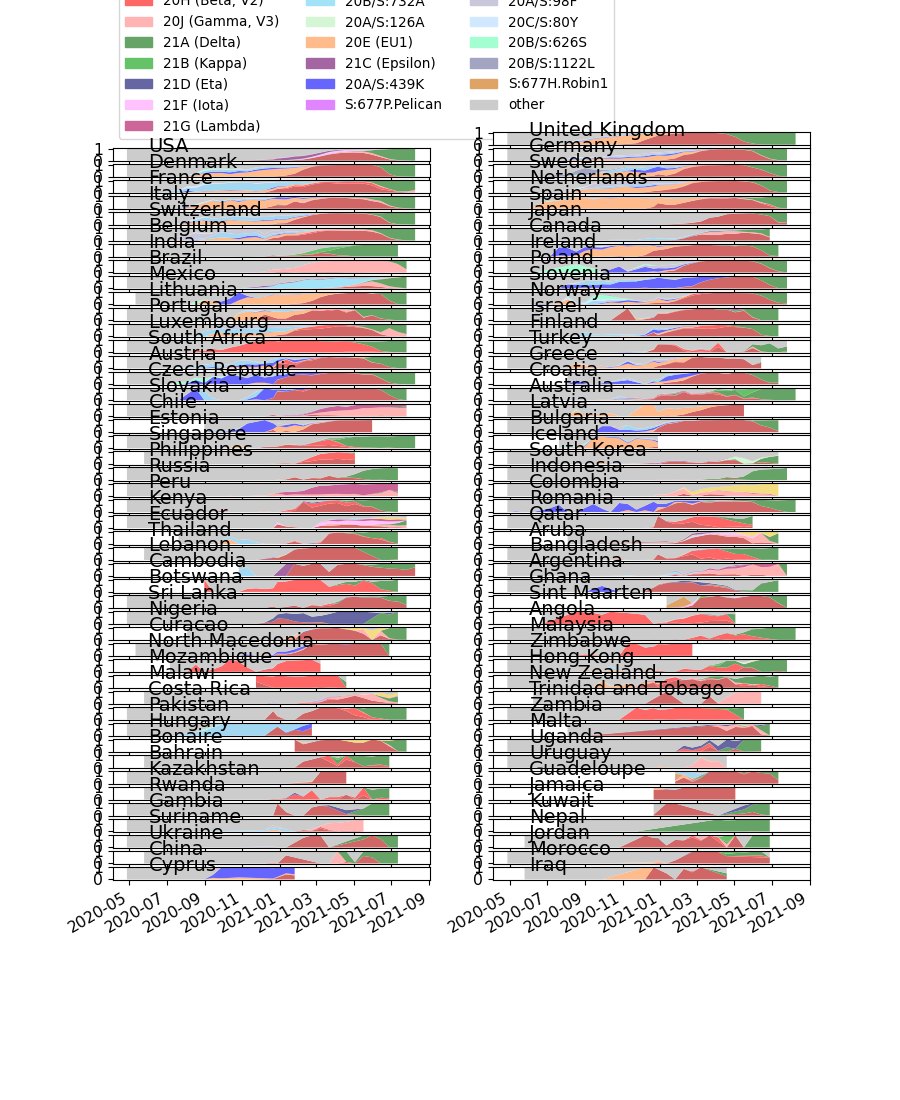 20H (Beta, V2)
20J (Gamma, V3)
21A (Delta)
21B (Kappa)
21D (Eta)
21F (Iota)
21G (Lambda)
20B/S:732A
20A/S:126A
20E (EU1)
21C (Epsilon)
20A/S:439K
S:677P.Pelican
20A/S:98F
20C/S:80Y
20B/S:626S
20B/S:1122L
S:677H.Robin1
other
USA
Denmark
France
Italy
Switzerland
Belgium
India
Brazil
Mexico
Lithuania
Portugal
Luxembourg
South Africa
Austria
Czech Republic
Slovakia
Chile
Estonia
Singapore
Philippines
Russia
Peru
Kenya
Ecuador
Thailand
Lebanon
Cambodia
Botswana
Sri Lanka
Nigeria
Curacao
North Macedonia
Mozambique
Malawi
Costa Rica
Pakistan
Hungary
Bonaire
Bahrain
Kazakhstan
Rwanda
Gambia
Suriname
Ukraine
China
Cyprus
0
2020-05
2020-07
2020-09
2020-11
2021-01
2021-03
2021-05
2021-07
2021-09
United Kingdom
Germany
Sweden
Netherlands
Spain
Japan
Canada
Ireland
Poland
Slovenia
Norway
Israel
Finland
Turkey
Greece
Croatia
Australia
Latvia
Bulgaria
Iceland
South Korea
Indonesia
Colombia
Romania
Qatar
Aruba
Bangladesh
Argentina
Ghana
Sint Maarten
Angola
Malaysia
Zimbabwe
Hong Kong
New Zealand
Trinidad and Tobago
Zambia
Malta
Uganda
Uruguay
Guadeloupe
Jamaica
Kuwait
Nepal
Jordan
Morocco
Iraq
0
2020-05
2020-07
2020-09
2020-11
2021-01
2021-03
2021-05
2021-07
2021-09